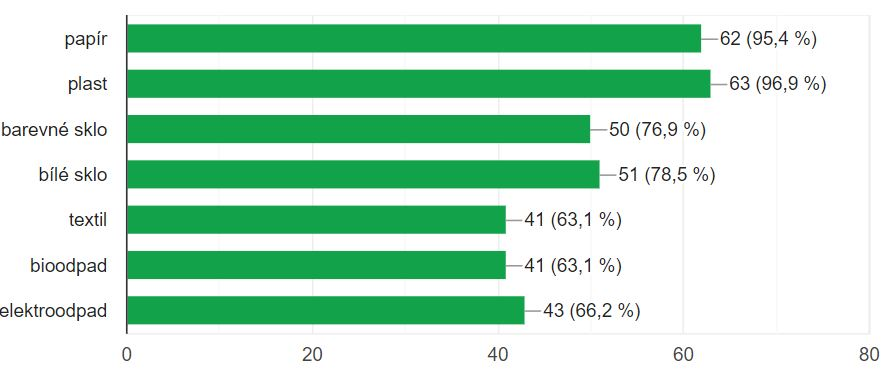 papír 62 (95,4 %)
plast 63 (96,9 %)
barevné sklo 50 (76,9 %)
bílé sklo 51 (78,5 %)
textil 41 (63,1 %)
bioodpad 41 (63,1 %)
elektroodpad 43 (66,2 %)
0 20 40 60 80